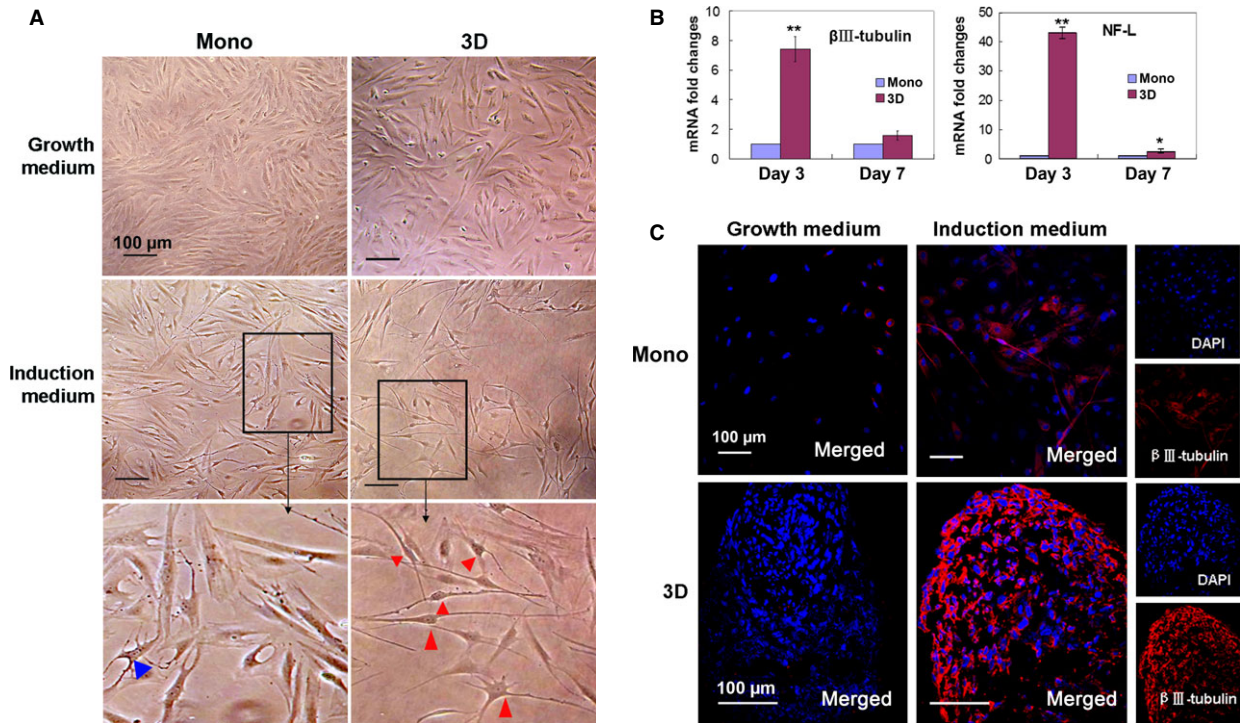 A
Mono 3D
Growth
medium
100 µm
Induction
medium
B
mRNA fold changes
10
8
6
4
2
0
**
βIII-tubulin
Mono
3D
Day 3 Day 7
mRNA fold changes
50
40
30
20
10
0
**
NF-L
Mono
3D
*
Day 3 Day 7
C
Growth medium Induction medium
Mono
100 µm
Merged
Merged
DAPI
βIII-tubulin
3D
100 µm
Merged
Merged
DAPI
βIII-tubulin